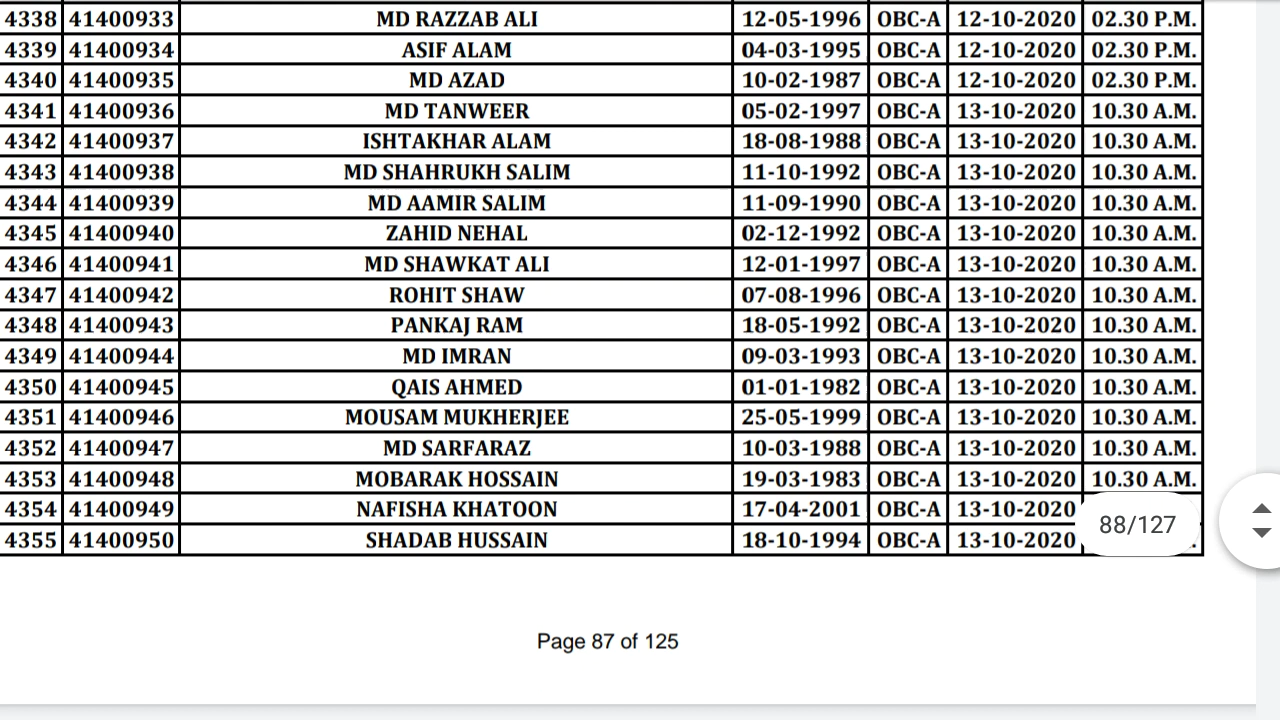 4338 41400933 MD RAZZAB ALI 12-05-1996 OBC-A 12-10-2020 02.30 P.M.
4339 41400934 ASIF ALAM 04-03-1995 OBC-A 12-10-2020 02.30 P.M.
4340 41400935 MD AZAD 10-02-1987 OBC-A 12-10-2020 02.30 P.M.
4341 41400936 MD TANWEER 05-02-1997 OBC-A 13-10-2020 10.30 A.M.
4342 41400937 ISHTAKHAR ALAM 18-08-1988 OBC-A 13-10-2020 10.30 A.M.
4343 41400938 MD SHAHRUKH SALIM 11-10-1992 OBC-A 13-10-2020 10.30 A.M.
4344 41400939 MD AAMIR SALIM 11-09-1990 OBC-A 13-10-2020 10.30 A.M.
4345 41400940 ZAHID NEHAL 02-12-1992 OBC-A 13-10-2020 10.30 A.M.
4346 41400941 MD SHAWKAT ALI 12-01-1997 OBC-A 13-10-2020 10.30 A.M.
4347 41400942 ROHIT SHAW 07-08-1996 OBC-A 13-10-2020 10.30 A.M.
4348 41400943 PANKAJ RAM 18-05-1992 OBC-A 13-10-2020 10.30 A.M.
4349 41400944 MD IMRAN 09-03-1993 OBC-A 13-10-2020 10.30 A.M.
4350 41400945 QAIS AHMED 01-01-1982 OBC-A 13-10-2020 10.30 A.M.
4351 41400946 MOUSAM MUKHERJEE 25-05-1999 OBC-A 13-10-2020 10.30 A.M.
4352 41400947 MD SARFARAZ 10-03-1988 OBC-A 13-10-2020 10.30 A.M.
4353 41400948 MOBARAK HOSSAIN 19-03-1983 OBC-A 13-10-2020 10.30 A.M.
4354 41400949 NAFISHA KHATOON 17-04-2001 OBC-A 13-10-2020
88/127
4355 41400950 SHADAB HUSSAIN 18-10-1994 OBC-A 13-10-2020
Page 87 of 125